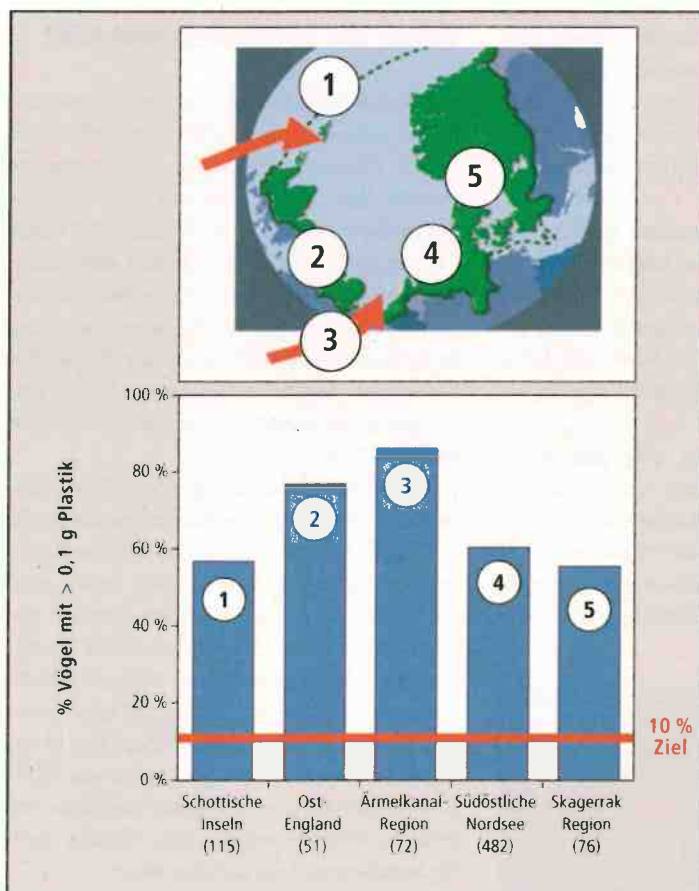 1
2
3
4
5
100 %
80 %
60 %
40 %
20 %
0 %
% Vögel mit > 0,1 g Plastik
1
2
3
4
5
10 %
Ziel
Schottische
Inseln
(115)
Ost-
England
(51)
Ärmelkanal-
Region
(72)
Südöstliche
Nordsee
(482)
Skagerrak
Region
(76)